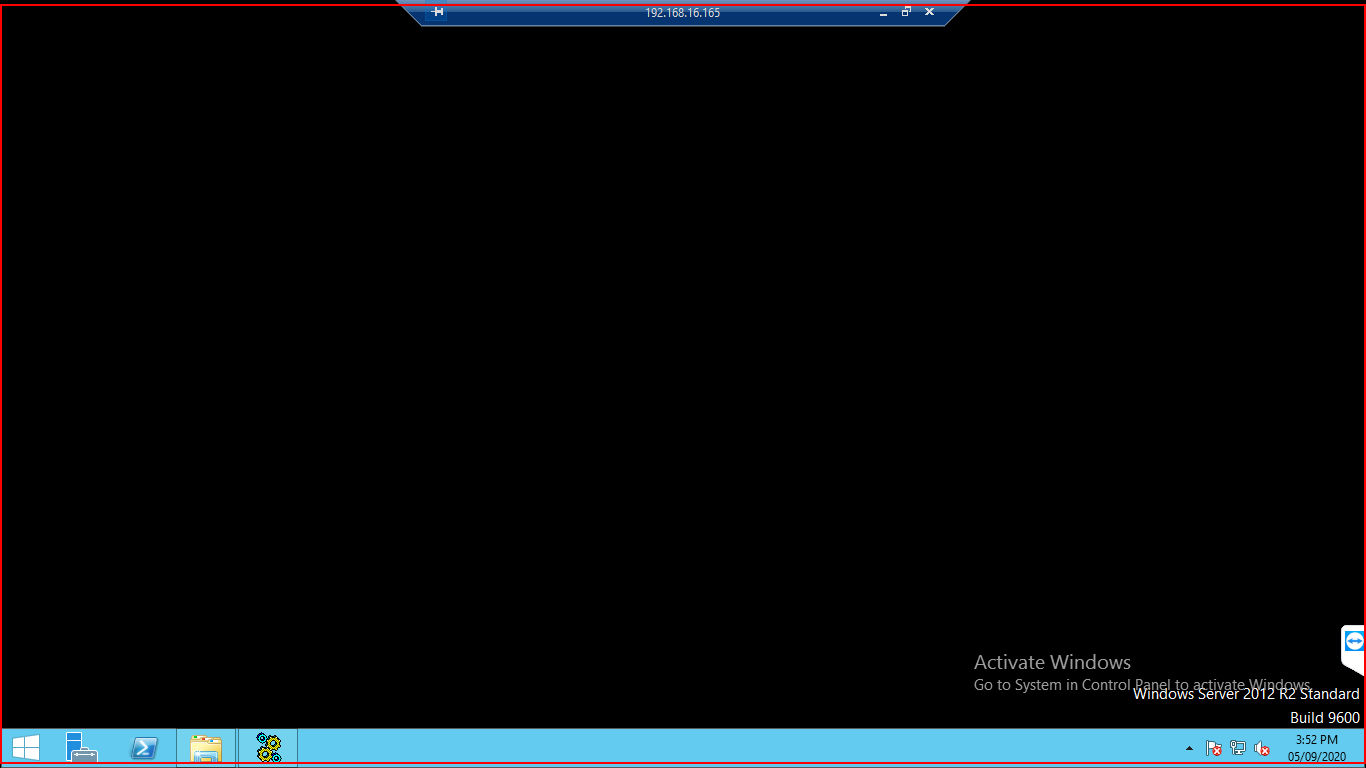 192.168.16.165
Activate Windows
Go to System in Control Panel to activate Windows.
Windows Server 2012 R2 Standard
Build 9600
3:52 PM
05/09/2020